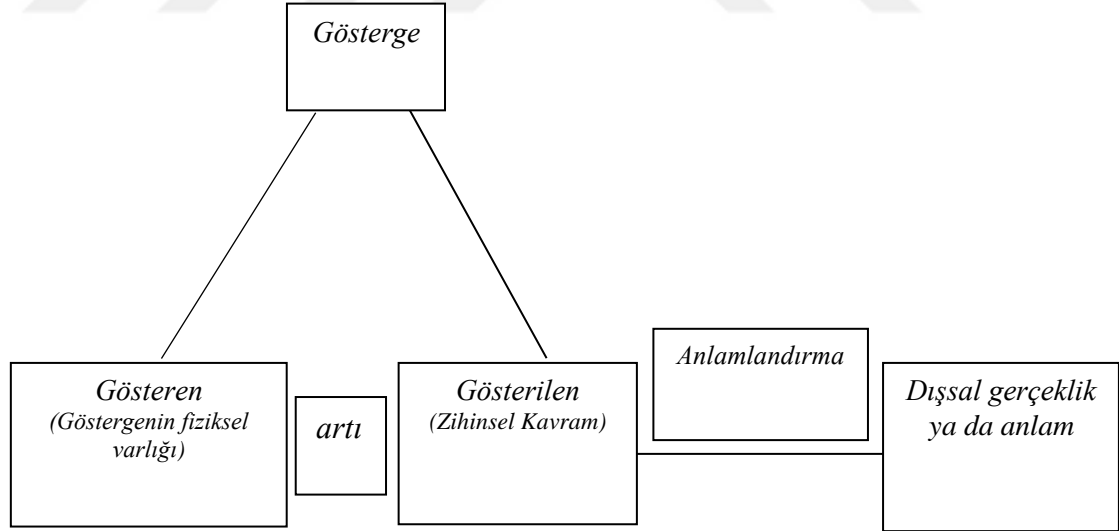 Gösterge
Gösteren
(Göstergenin fiziksel
varlığı)
artı
Gösterilen
(Zihinsel Kavram)
Anlamlandırma
Dışsal gerçeklik
ya da anlam